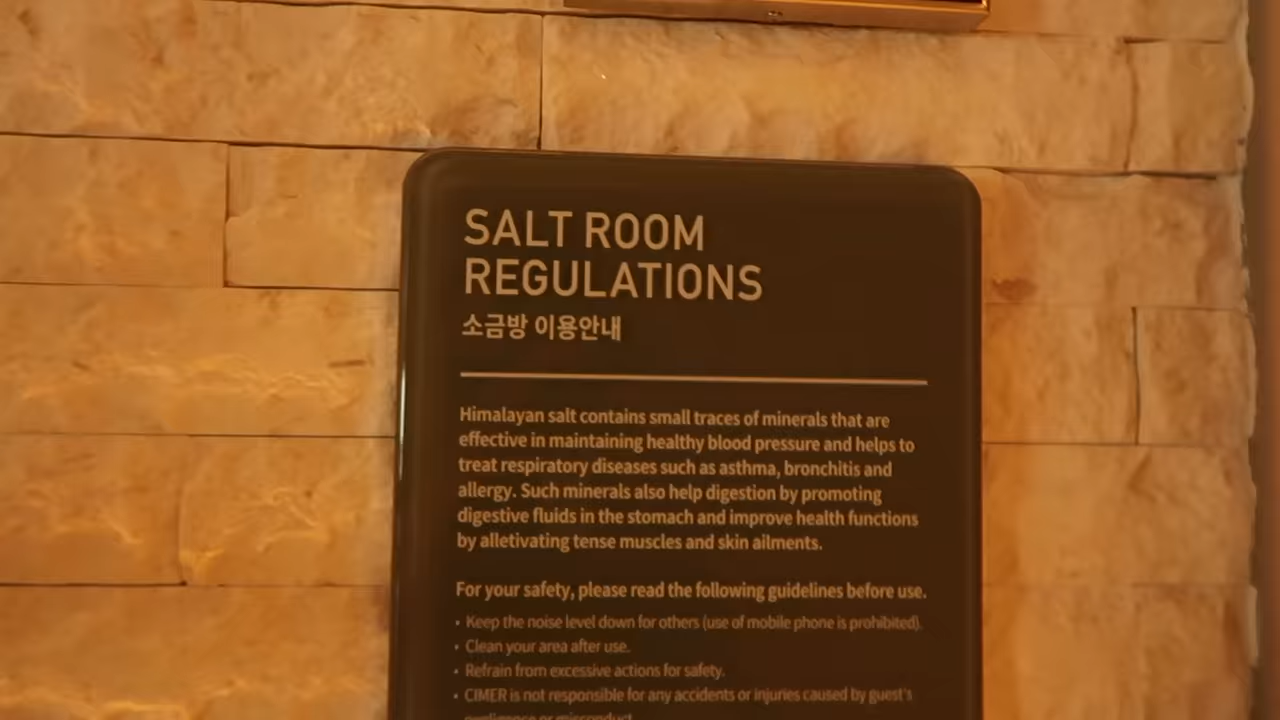 SALT ROOM
REGULATIONS
소금방 이용안내
Himalayan salt contains small traces of minerals that are
effective in maintaining healthy blood pressure and helps to
treat respiratory diseases such as asthma, bronchitis and
allergy. Such minerals also help digestion by promoting
digestive fluids in the stomach and improve health functions
by alletivating tense muscles and skin ailments.
For your safety, please read the following guidelines before use.
• Keep the noise level down for others (use of mobile phone is prohibited).
• Clean your area after use.
• Refrain from excessive actions for safety.
• CIMER is not responsible for any accidents or injuries caused by guest's
negligence or misconduct.